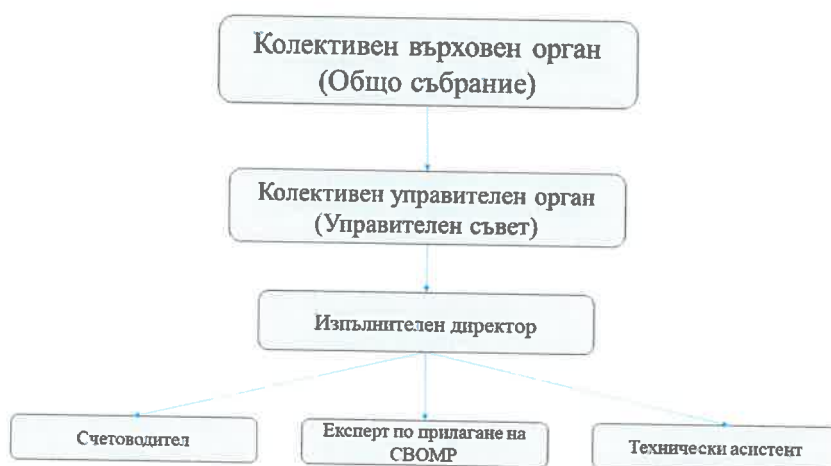 Колективен върховен орган
(Общо събрание)
Колективен управителен орган
(Управителен съвет)
Изпълнителен директор
Счетоводител
Експерт по прилагане на
СВОМР
Технически асистент